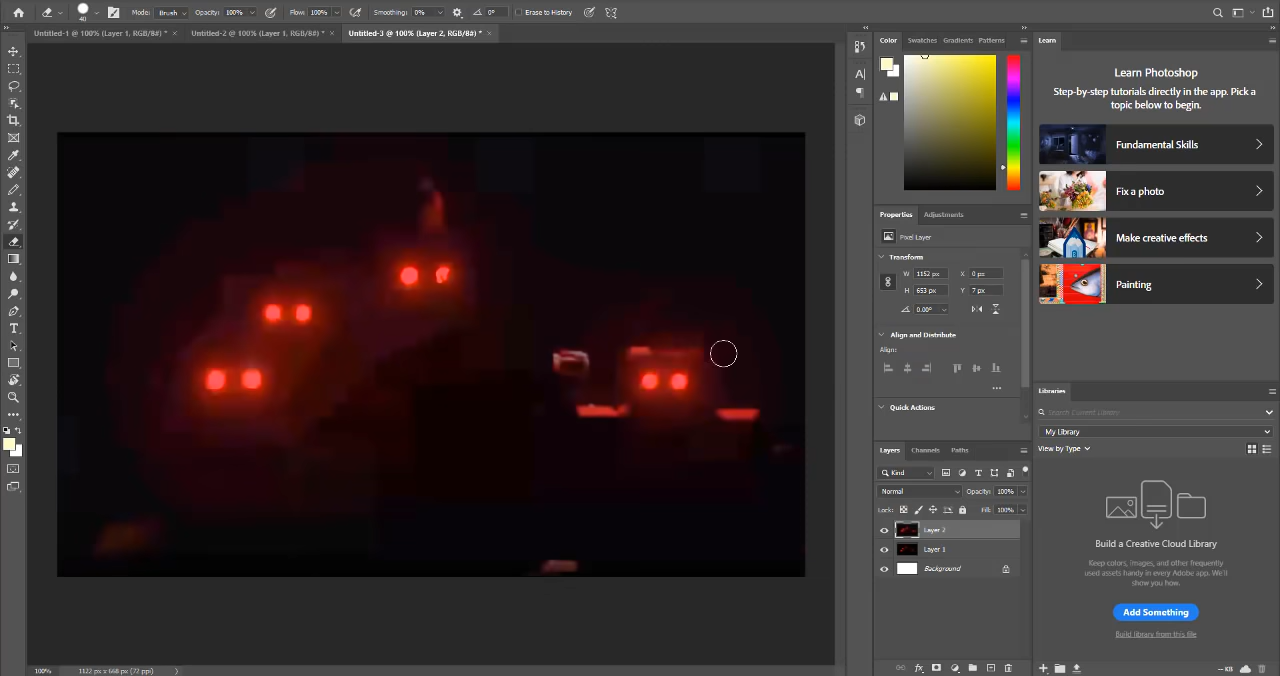 Mode: Brush Opacity: 100% Flow: 100% Smoothing: 0% 0° Erase to History
40
Untitled-1 @ 100% (Layer 1, RGB/8#) * × Untitled-2 @ 100% (Layer 1, RGB/8#) * × Untitled-3 @ 100% (Layer 2, RGB/8#) * ×
Color Swatches Gradients Patterns
Learn
Learn Photoshop
Step-by-step tutorials directly in the app. Pick a
topic below to begin.
Fundamental Skills
Fix a photo
Make creative effects
Painting
Properties Adjustments
Pixel Layer
Transform
W 1152 px X 0 px
H 653 px Y 7 px
0.00°
Align and Distribute
Align:
Quick Actions
Libraries
Search Current Library
My Library
View by Type
Build a Creative Cloud Library
Keep colors, images, and other frequently
used assets handy in every Adobe app. We'll
show you how.
Add Something
Build library from this file
-- KB
Layers Channels Paths
Kind
Normal Opacity: 100%
Lock: Fill: 100%
Layer 2
Layer 1
Background
100% 1122 px x 668 px (72 ppi)